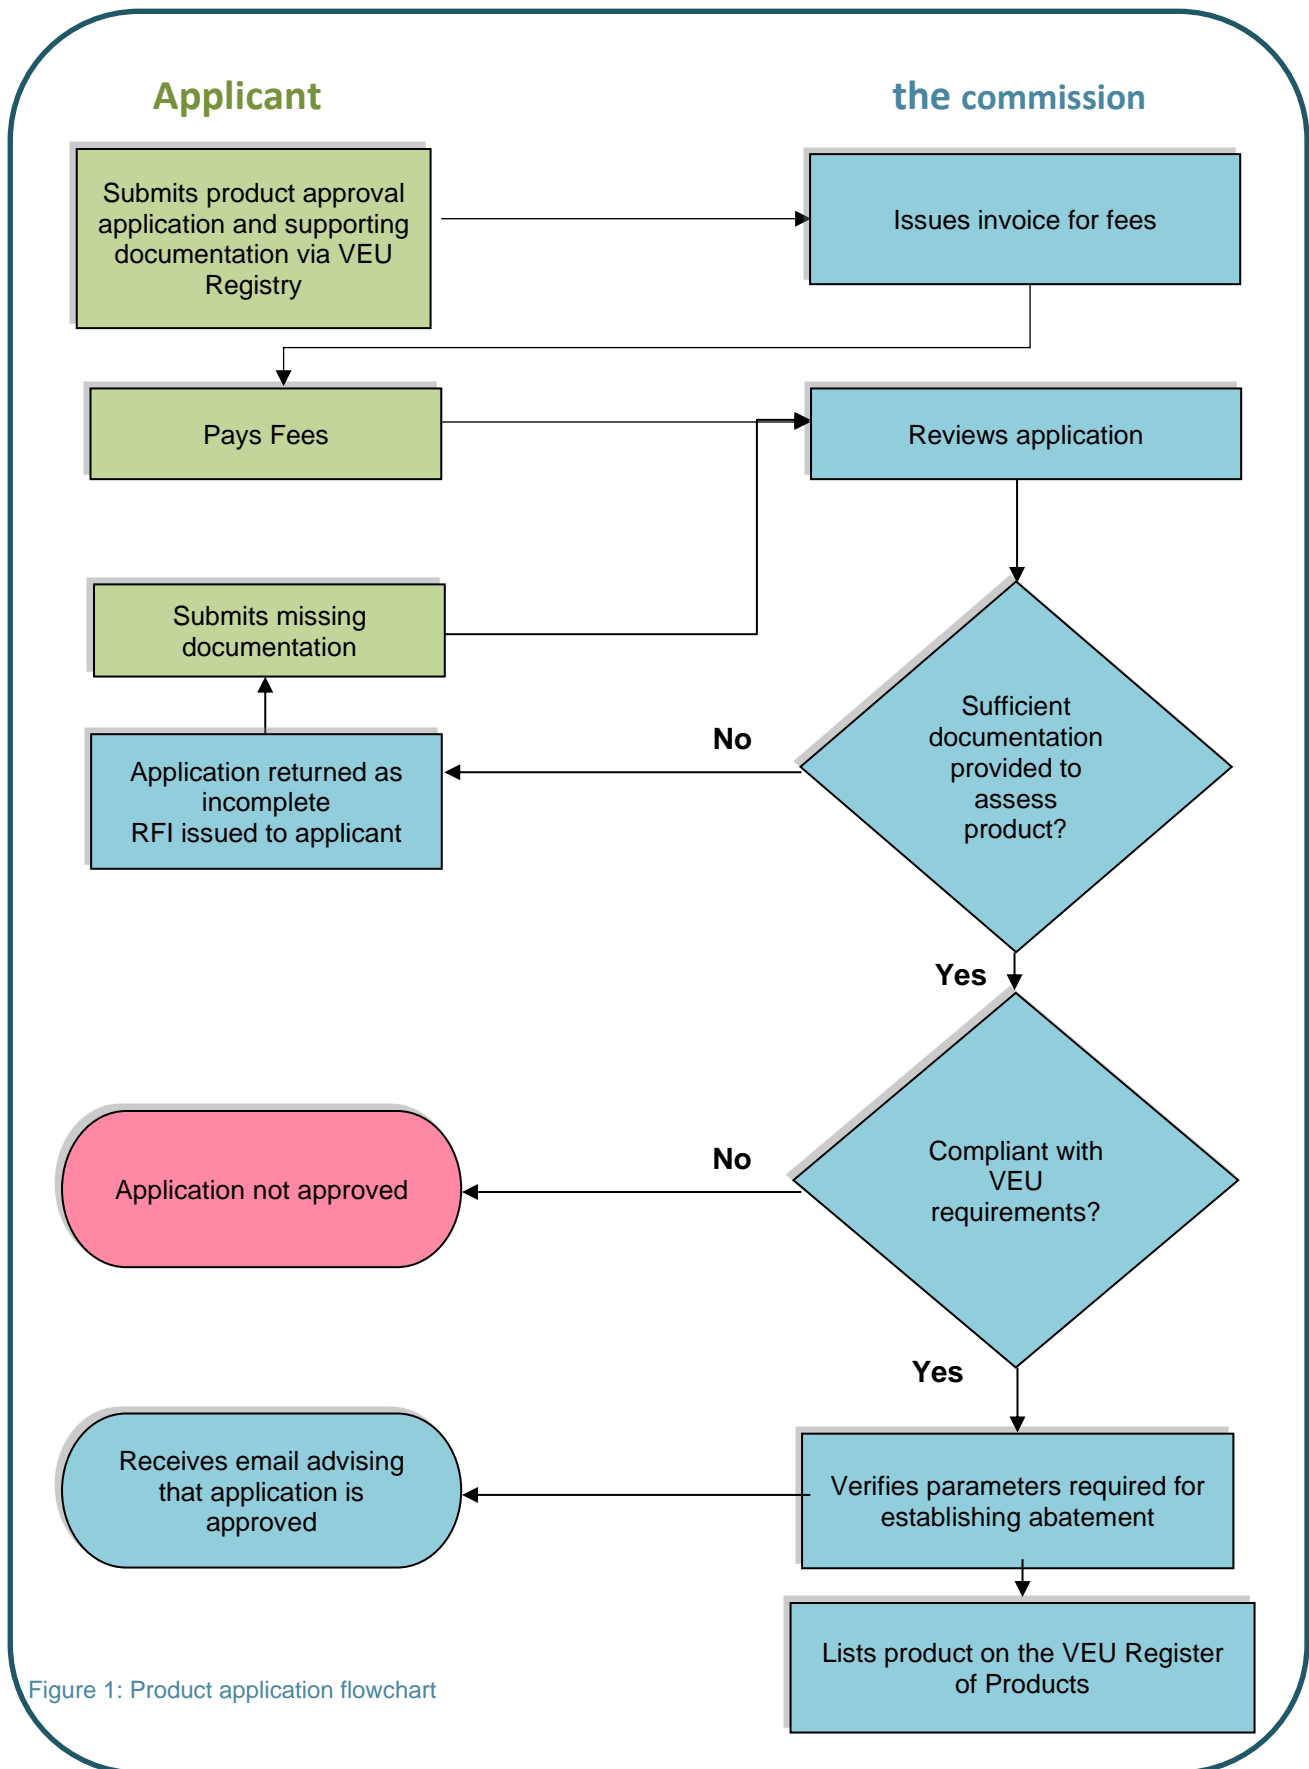 Applicant
the commission
Submits product approval
application and supporting
documentation via VEU
Registry
Issues invoice for fees
Pays Fees
Reviews application
Submits missing
documentation
Sufficient
documentation
provided to
assess
product?
No
Application returned as
incomplete
RFI issued to applicant
Yes
Compliant with
VEU
requirements?
No
Application not approved
Yes
Receives email advising
that application is
approved
Verifies parameters required for
establishing abatement
Lists product on the VEU Register
of Products
Figure 1: Product application flowchart